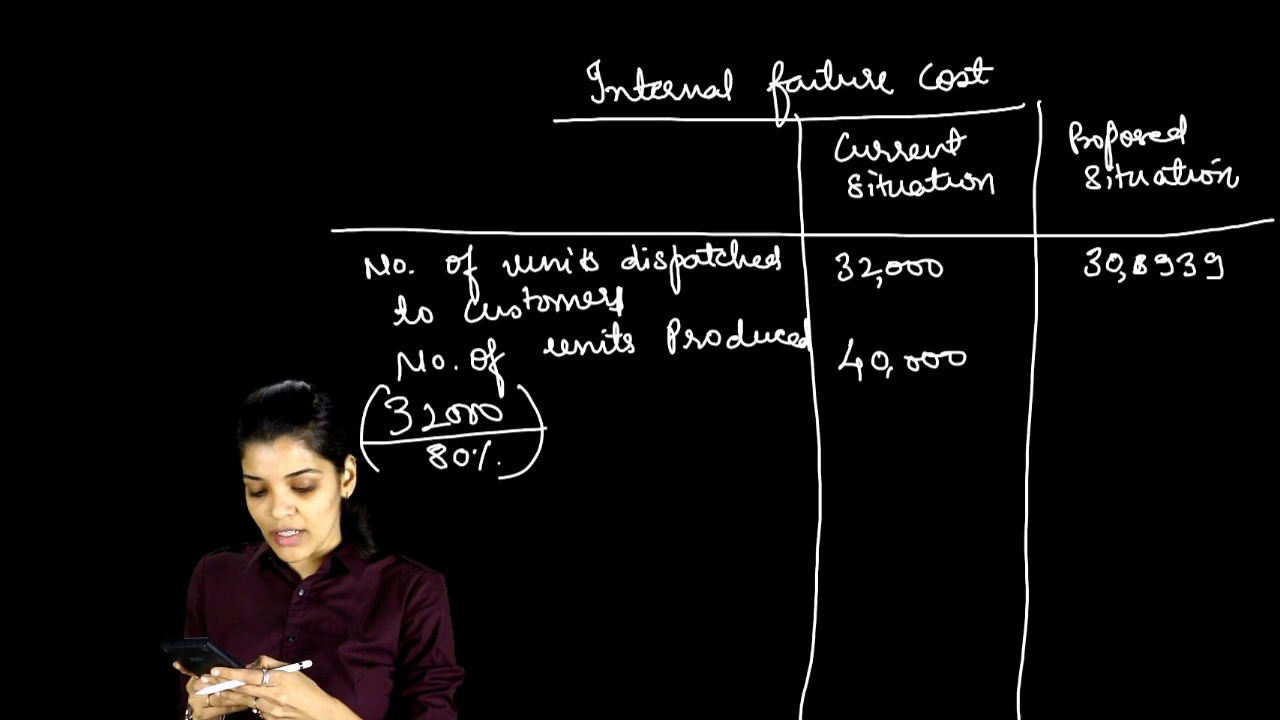 Internal failure cost
Current Proposed
situation situation
No. of units dispatched 32,000 30,8939
to customers
No. of units Produced 40,000
(32000
80%)